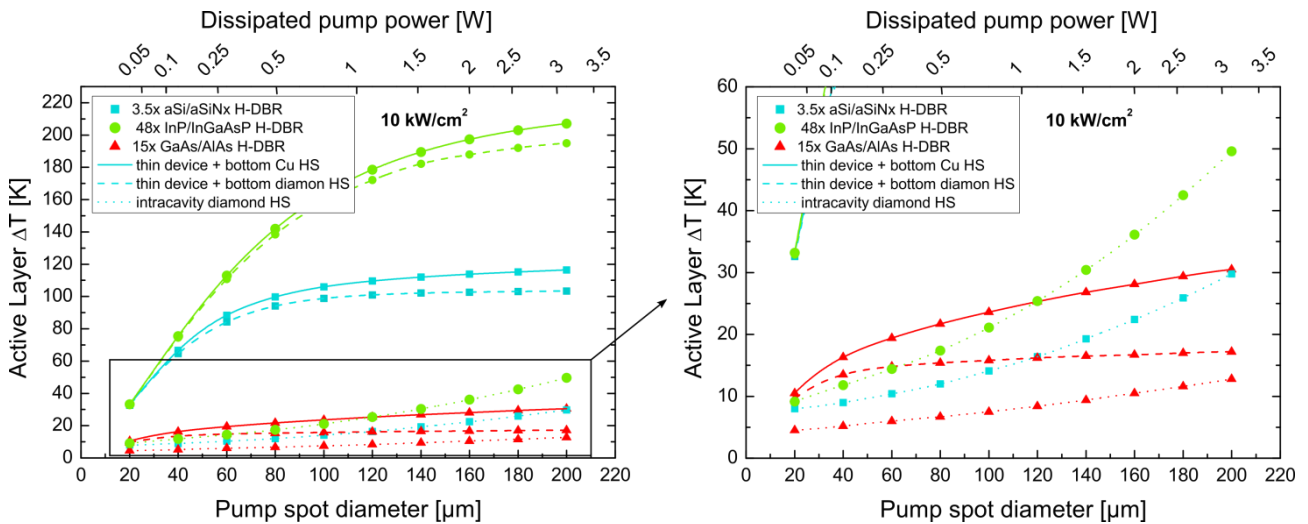 Dissipated pump power [W]
0.05 0.1 0.25 0.5 1 1.5 2 2.5 3 3.5
220
200
180
160
140
120
100
80
60
40
20
0
Active Layer ΔT [K]
3.5x aSi/aSiNx H-DBR
48x InP/InGaAsP H-DBR
15x GaAs/AlAs H-DBR
thin device + bottom Cu HS
thin device + bottom diamon HS
intracavity diamond HS
10 kW/cm²
0 20 40 60 80 100 120 140 160 180 200 220
Pump spot diameter [µm]
Dissipated pump power [W]
0.05 0.1 0.25 0.5 1 1.5 2 2.5 3 3.5
60
50
40
30
20
10
0
Active Layer ΔT [K]
3.5x aSi/aSiNx H-DBR
48x InP/InGaAsP H-DBR
15x GaAs/AlAs H-DBR
thin device + bottom Cu HS
thin device + bottom diamon HS
intracavity diamond HS
10 kW/cm²
0 20 40 60 80 100 120 140 160 180 200 220
Pump spot diameter [µm]